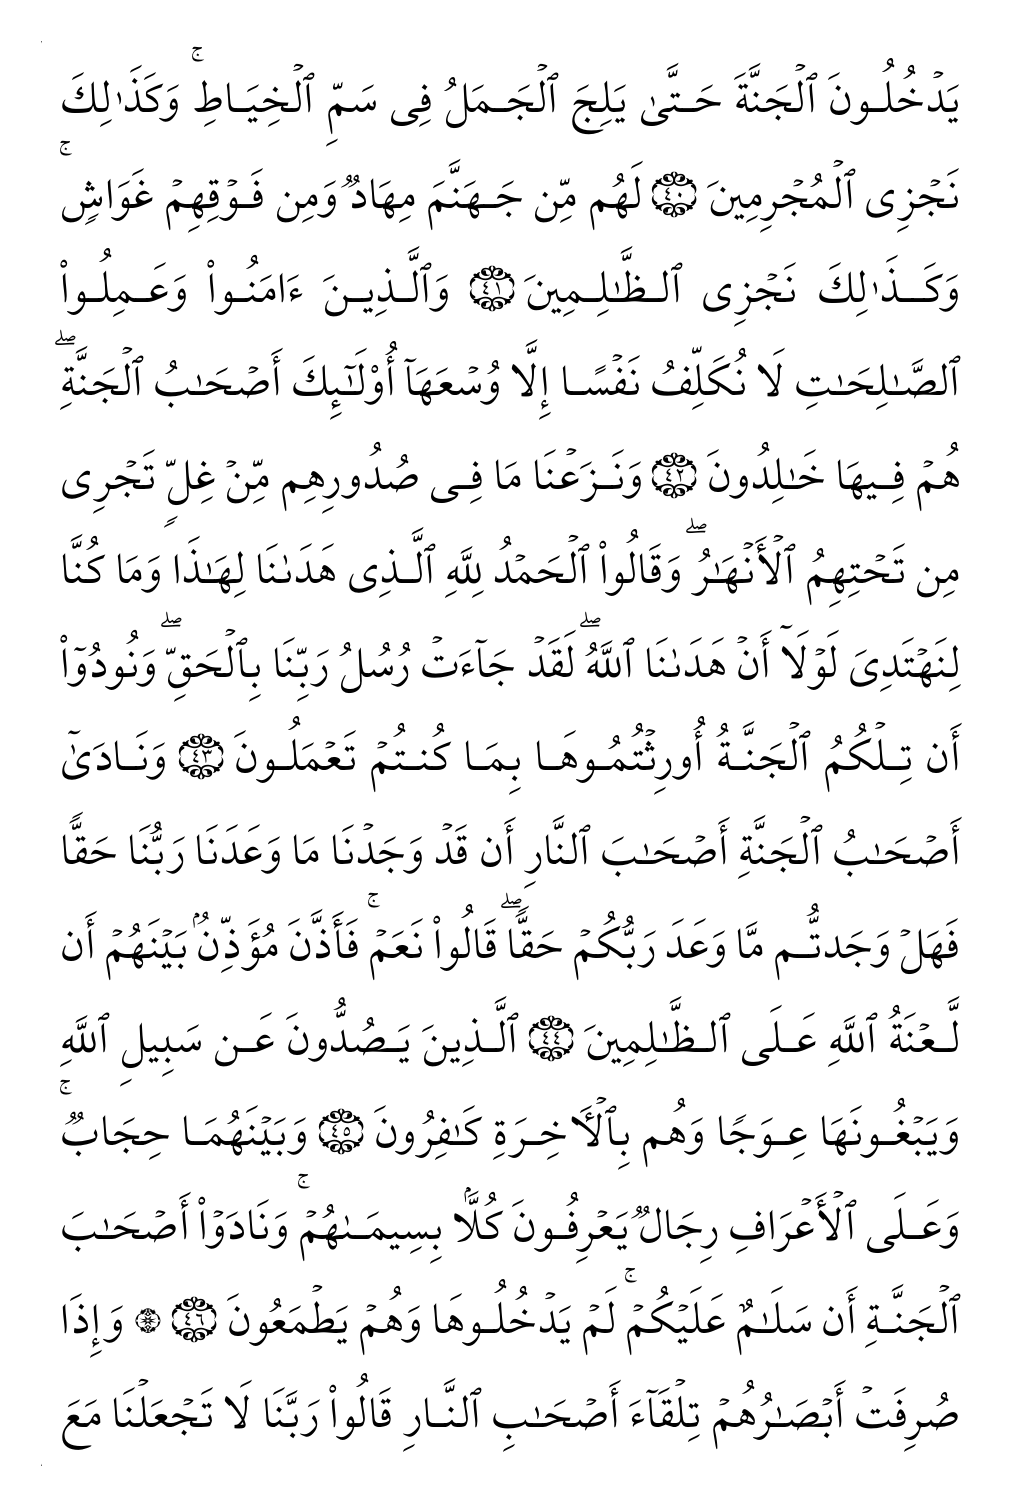 يَدۡخُلُونَ ٱلۡجَنَّةَ حَتَّىٰ يَلِجَ ٱلۡجَمَلُ فِى سَمِّ ٱلۡخِيَاطِۚ وَكَذَٰلِكَ
نَجۡزِى ٱلۡمُجۡرِمِينَ ٤٠ لَهُم مِّن جَهَنَّمَ مِهَادٌ وَمِن فَوۡقِهِمۡ غَوَاشٍۚ
وَكَذَٰلِكَ نَجۡزِى ٱلظَّٰلِمِينَ ٤١ وَٱلَّذِينَ ءَامَنُواْ وَعَمِلُواْ
ٱلصَّٰلِحَٰتِ لَا نُكَلِّفُ نَفۡسًا إِلَّا وُسۡعَهَآ أُوْلَٰٓئِكَ أَصۡحَٰبُ ٱلۡجَنَّةِۖ
هُمۡ فِيهَا خَٰلِدُونَ ٤٢ وَنَزَعۡنَا مَا فِى صُدُورِهِم مِّنۡ غِلٍّ تَجۡرِى
مِن تَحۡتِهِمُ ٱلۡأَنۡهَٰرُۖ وَقَالُواْ ٱلۡحَمۡدُ لِلَّهِ ٱلَّذِى هَدَىٰنَا لِهَٰذَا وَمَا كُنَّا
لِنَهۡتَدِىَ لَوۡلَآ أَنۡ هَدَىٰنَا ٱللَّهُۖ لَقَدۡ جَآءَتۡ رُسُلُ رَبِّنَا بِٱلۡحَقِّۖ وَنُودُوٓاْ
أَن تِلۡكُمُ ٱلۡجَنَّةُ أُورِثۡتُمُوهَا بِمَا كُنتُمۡ تَعۡمَلُونَ ٤٣ وَنَادَىٰٓ
أَصۡحَٰبُ ٱلۡجَنَّةِ أَصۡحَٰبَ ٱلنَّارِ أَن قَدۡ وَجَدۡنَا مَا وَعَدَنَا رَبُّنَا حَقًّا
فَهَلۡ وَجَدتُّم مَّا وَعَدَ رَبُّكُمۡ حَقًّاۖ قَالُواْ نَعَمۡۚ فَأَذَّنَ مُؤَذِّنُۢ بَيۡنَهُمۡ أَن
لَّعۡنَةُ ٱللَّهِ عَلَى ٱلظَّٰلِمِينَ ٤٤ ٱلَّذِينَ يَصُدُّونَ عَن سَبِيلِ ٱللَّهِ
وَيَبۡغُونَهَا عِوَجًا وَهُم بِٱلۡأَخِرَةِ كَٰفِرُونَ ٤٥ وَبَيۡنَهُمَا حِجَابٌۚ
وَعَلَى ٱلۡأَعۡرَافِ رِجَالٌ يَعۡرِفُونَ كُلَّۢا بِسِيمَىٰهُمۡۚ وَنَادَوۡاْ أَصۡحَٰبَ
ٱلۡجَنَّةِ أَن سَلَٰمٌ عَلَيۡكُمۡۚ لَمۡ يَدۡخُلُوهَا وَهُمۡ يَطۡمَعُونَ ٤٦ ۞ وَإِذَا
صُرِفَتۡ أَبۡصَٰرُهُمۡ تِلۡقَآءَ أَصۡحَٰبِ ٱلنَّارِ قَالُواْ رَبَّنَا لَا تَجۡعَلۡنَا مَعَ